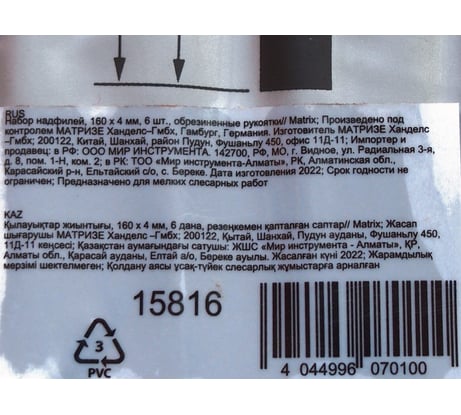 RUS
Набор надфилей, 160 x 4 мм, 6 шт., обрезиненные рукоятки// Matrix; Произведено под
контролем МАТРИЗЕ Ханделс–Гмбх, Гамбург, Германия. Изготовитель МАТРИЗЕ Ханделс
–Гмбх; 200122, Китай, Шанхай, район Пудун, Фушаньлу 450, офис 11Д-11; Импортер и
продавец: в РФ: ООО МИР ИНСТРУМЕНТА. 142700, РФ, МО, г. Видное, ул. Радиальная 3-я,
д. 8, пом. 1-Н, ком. 2; в РК: ТОО «Мир инструмента-Алматы», РК, Алматинская обл.,
Карасайский р-н, Ельтайский с/о, с. Береке. Дата изготовления 2022; Срок годности не
ограничен; Предназначено для мелких слесарных работ
KAZ
Қылауықтар жиынтығы, 160 x 4 мм, 6 дана, резеңкемен қапталған саптар// Matrix; Жасап
шығарушы МАТРИЗЕ Ханделс –Гмбх; 200122, Қытай, Шанхай, Пудун ауданы, Фушаньлу 450,
11Д-11 кеңсесі; Қазақстан аумағындағы сатушы: ЖШС «Мир инструмента - Алматы», ҚР,
Алматы обл., Қарасай ауданы, Елтай а/о, Береке ауылы. Жасалған күні 2022; Жарамдылық
мерзімі шектелмеген; Қолдану аясы ұсақ-түйек слесарлық жұмыстарға арналған
15816
3
PVC
4 044996 070100